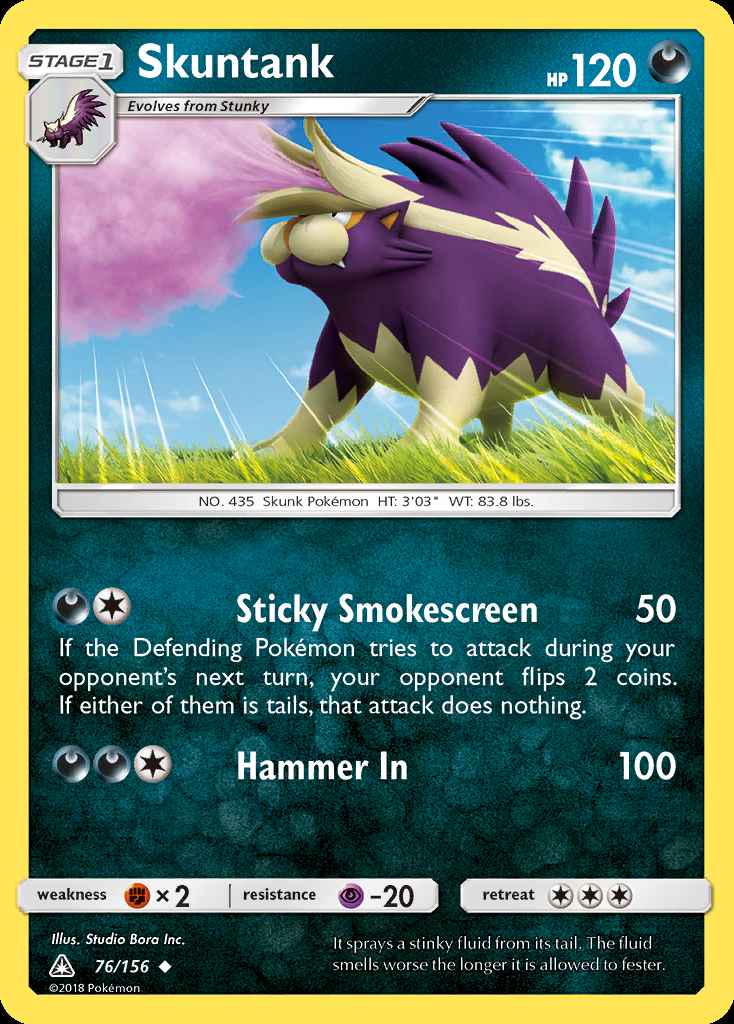 STAGE1
Skuntank
HP 120
Evolves from Stunky
NO. 435 Skunk Pokémon HT: 3'03" WT: 83.8 lbs.
Sticky Smokescreen 50
If the Defending Pokémon tries to attack during your
opponent's next turn, your opponent flips 2 coins.
If either of them is tails, that attack does nothing.
Hammer In 100
weakness ×2 resistance -20 retreat
Illus. Studio Bora Inc.
76/156
©2018 Pokémon
It sprays a stinky fluid from its tail. The fluid
smells worse the longer it is allowed to fester.